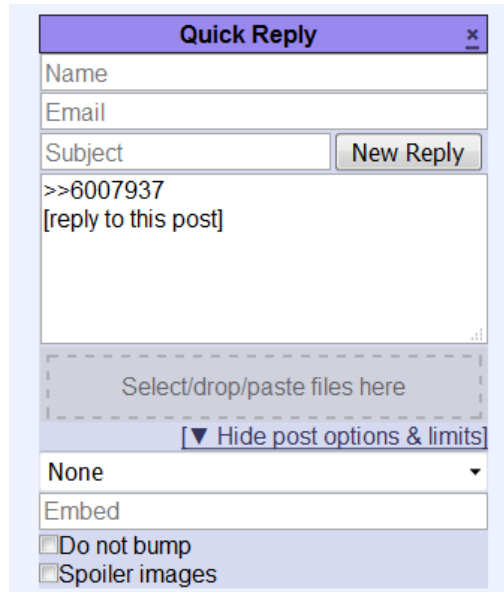 Quick Reply x
Name
Email
Subject New Reply
>>6007937
[reply to this post]
Select/drop/paste files here
[▼ Hide post options & limits]
None
Embed
Do not bump
Spoiler images